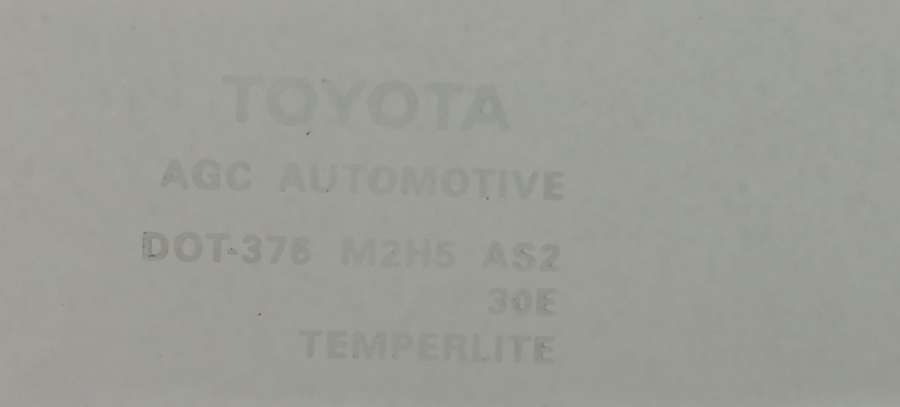 TOYOTA
AGC AUTOMOTIVE
DOT-376 M2H5 AS2
30E
TEMPERLITE